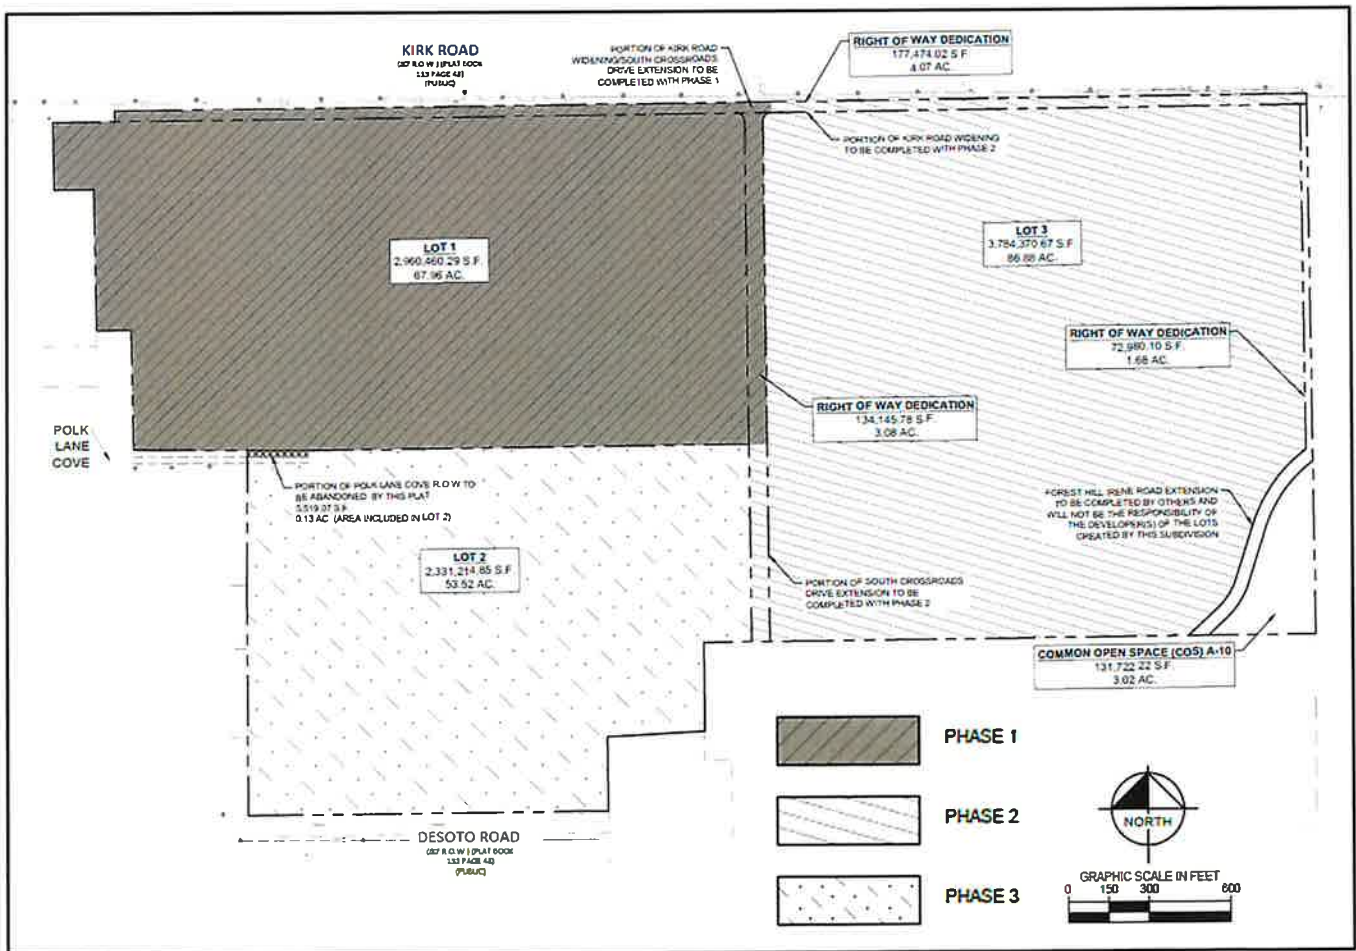 KIRK ROAD
(PUBLIC)
PORTION OF KIRK ROAD
WIDENING/SOUTH CROSSROADS
DRIVE EXTENSION TO BE
COMPLETED WITH PHASE 1
RIGHT OF WAY DEDICATION
177,474.02 S.F.
4.07 AC.
PORTION OF KIRK ROAD WIDENING
TO BE COMPLETED WITH PHASE 2
LOT 1
2,960,460.29 S.F.
67.96 AC.
LOT 3
3,784,370.67 S.F.
86.88 AC.
RIGHT OF WAY DEDICATION
72,980.10 S.F.
1.68 AC.
RIGHT OF WAY DEDICATION
134,145.78 S.F.
3.08 AC.
POLK
LANE
COVE
PORTION OF POLK LANE COVE R.O.W TO
BE ABANDONED BY THIS PLAT
5,519.07 S.F.
0.13 AC (AREA INCLUDED IN LOT 2)
FOREST HILL IRENE ROAD EXTENSION
TO BE COMPLETED BY OTHERS AND
WILL NOT BE THE RESPONSIBILITY OF
THE DEVELOPER(S) OF THE LOTS
CREATED BY THIS SUBDIVISION
LOT 2
2,331,214.85 S.F.
53.52 AC.
PORTION OF SOUTH CROSSROADS
DRIVE EXTENSION TO BE
COMPLETED WITH PHASE 2
COMMON OPEN SPACE (COS) A-10
131,722.22 S.F.
3.02 AC.
PHASE 1
PHASE 2
PHASE 3
NORTH
DESOTO ROAD
(PUBLIC)
GRAPHIC SCALE IN FEET
0 150 300 600